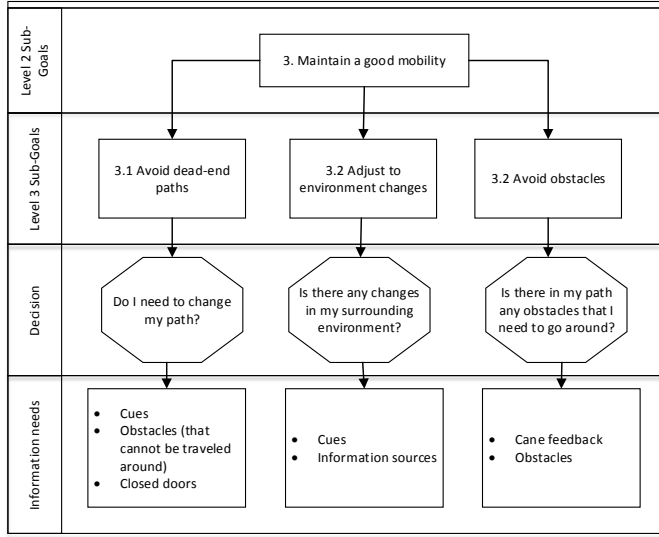 Level 2 Sub-
Goals
3. Maintain a good mobility
Level 3 Sub-Goals
3.1 Avoid dead-end
paths
3.2 Adjust to
environment changes
3.2 Avoid obstacles
Decision
Do I need to change
my path?
Is there any changes
in my surrounding
environment?
Is there in my path
any obstacles that I
need to go around?
Information needs
• Cues
• Obstacles (that
cannot be traveled
around)
• Closed doors
• Cues
• Information sources
• Cane feedback
• Obstacles